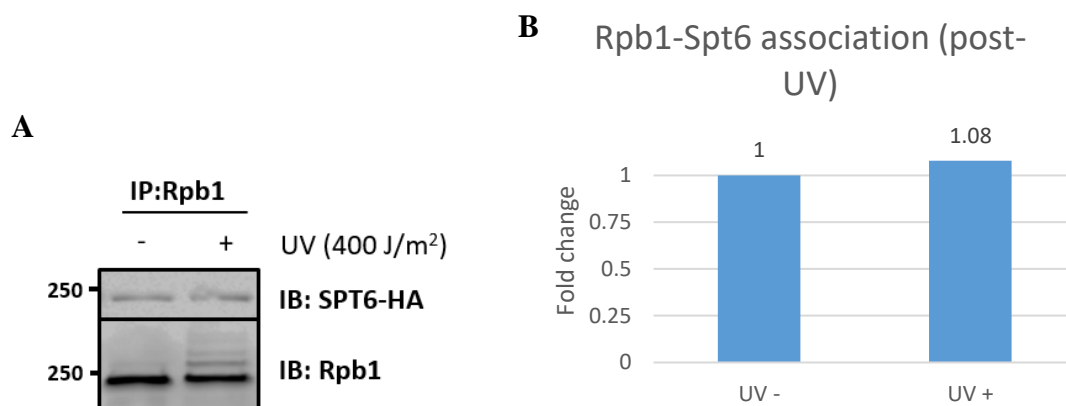 A
IP:Rpb1
- + UV (400 J/m²)
250 IB: SPT6-HA
250 IB: Rpb1
B
Rpb1-Spt6 association (post-
UV)
Fold change
1
0.75
0.5
0.25
0
1
1.08
UV -
UV +